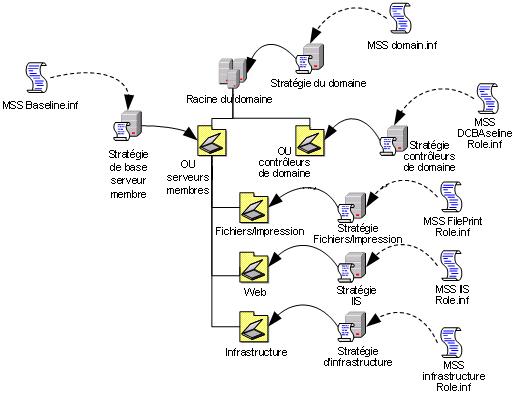 MSS domain.inf
Stratégie du domaine
Racine du domaine
MSS Baseline.inf
MSS
DCBAseline
Role.inf
Stratégie
de base
serveur
membre
OU
serveurs
membres
OU
contrôleurs
de domaine
Stratégie
contrôleurs
de domaine
Fichiers/Impression
Stratégie
Fichiers/Impression
MSS FilePrint
Role.inf
Web
Stratégie
IIS
MSS IIS
Role.inf
Infrastructure
Stratégie
d'infrastructure
MSS
infrastructure
Role.inf